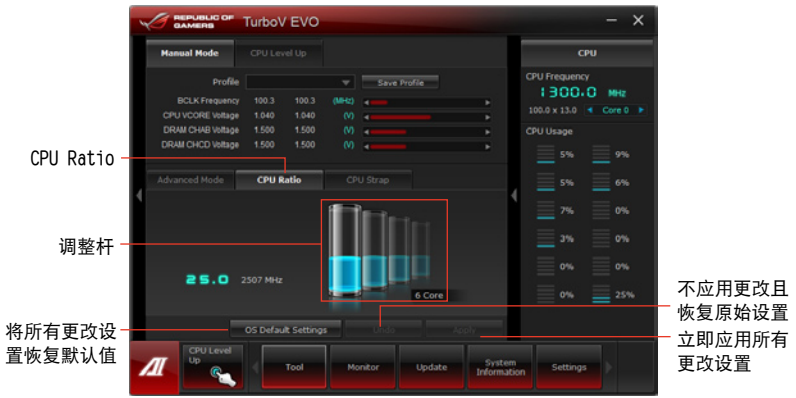 REPUBLIC OF
GAMERS
TurboV EVO
Manual Mode
CPU Level Up
Profile
Save Profile
BCLK Frequency 100.3 100.3 (MHz)
CPU VCORE Voltage 1.040 1.040 (V)
DRAM CHAB Voltage 1.500 1.500 (V)
DRAM CHCD Voltage 1.500 1.500 (V)
CPU Ratio
Advanced Mode
CPU Ratio
CPU Strap
调整杆
25.0 2507 MHz
6 Core
将所有更改设
置恢复默认值
OS Default Settings
Undo
Apply
不应用更改且
恢复原始设置
立即应用所有
更改设置
CPU
CPU Frequency
1300.0 MHz
100.0 x 13.0 Core 0
CPU Usage
5% 9%
5% 6%
7% 0%
3% 0%
0% 0%
0% 25%
AI
CPU Level
Up
Tool
Monitor
Update
System
Information
Settings